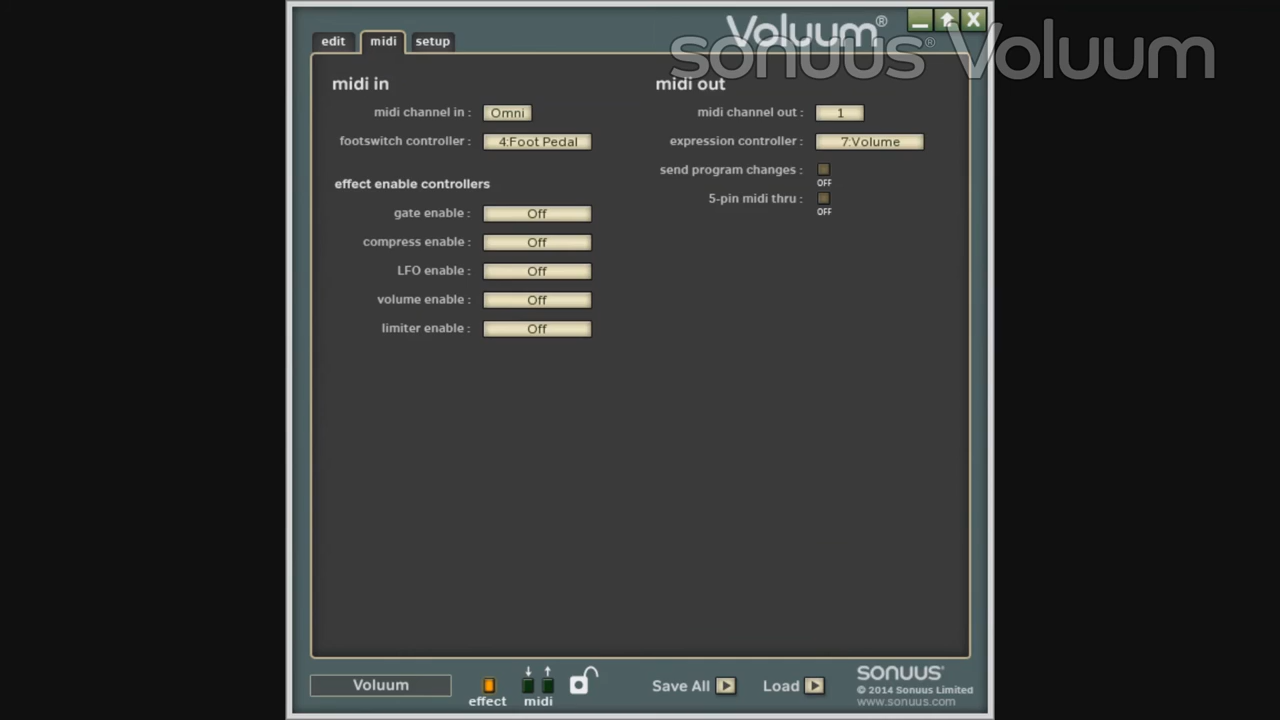 Voluum®
sonuus® Voluum
edit midi setup
midi in
midi channel in : Omni
footswitch controller : 4:Foot Pedal
effect enable controllers
gate enable : Off
compress enable : Off
LFO enable : Off
volume enable : Off
limiter enable : Off
midi out
midi channel out : 1
expression controller : 7:Volume
send program changes :
OFF
5-pin midi thru :
OFF
Voluum
effect
midi
Save All
Load
sonuus®
© 2014 Sonuus Limited
www.sonuus.com